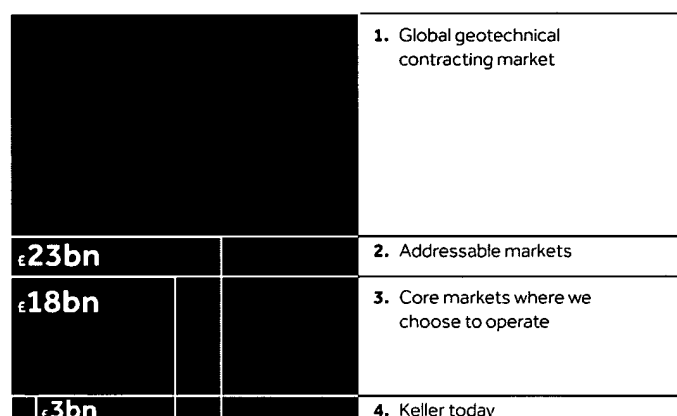 1. Global geotechnical
contracting market
£23bn
2. Addressable markets
£18bn
3. Core markets where we
choose to operate
£3bn
4. Keller today